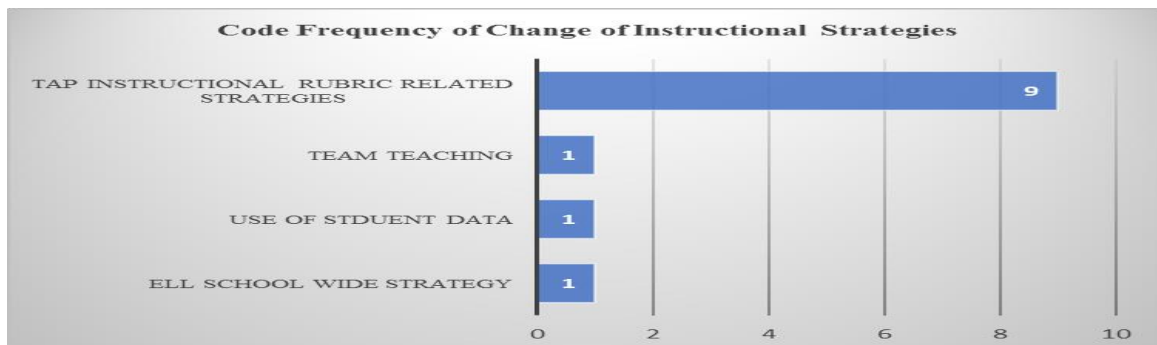 Code Frequency of Change of Instructional Strategies
TAP INSTRUCTIONAL RUBRIC RELATED
STRATEGIES
9
TEAM TEACHING
1
USE OF STDUENT DATA
1
ELL SCHOOL WIDE STRATEGY
1
0 2 4 6 8 10